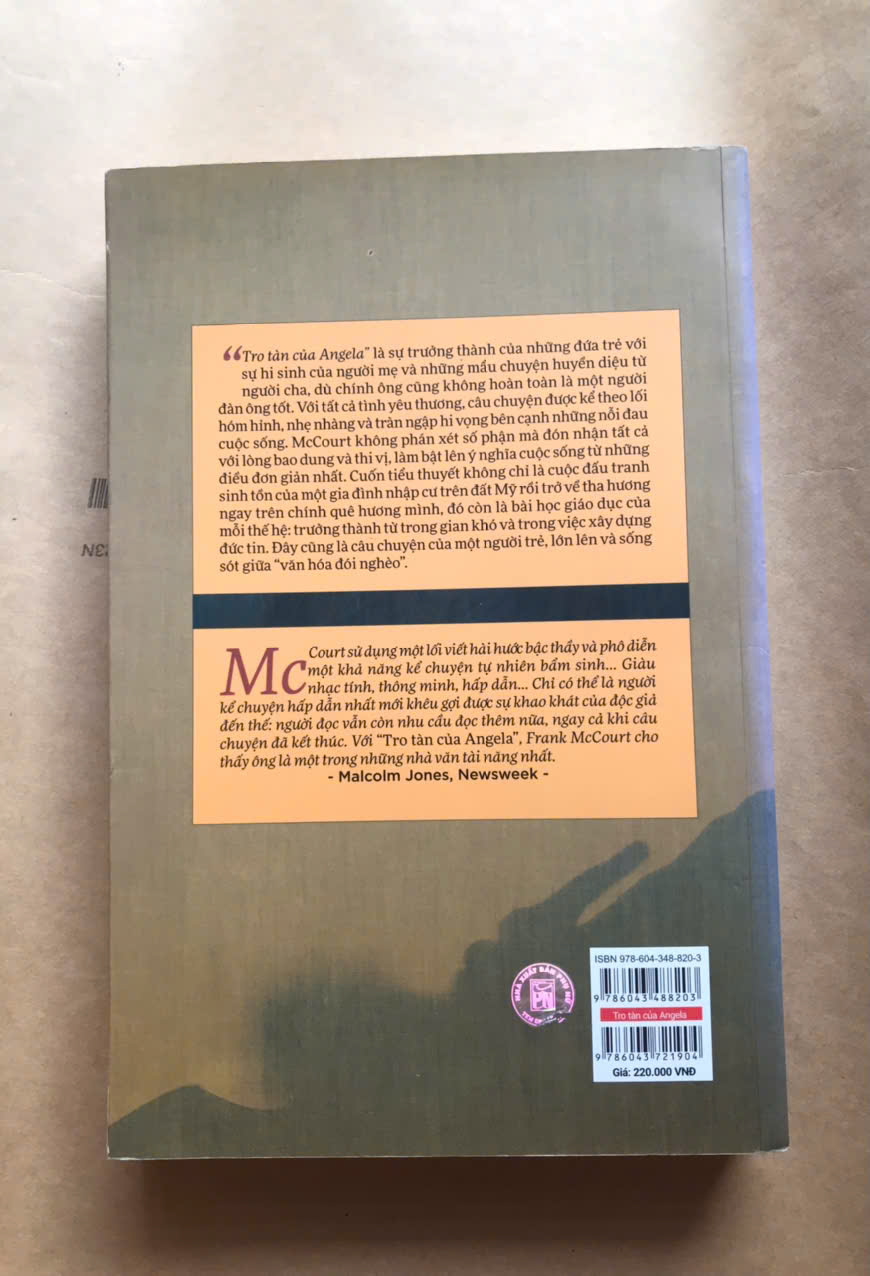 “Tro tàn của Angela” là sự trưởng thành của những đứa trẻ với
sự hi sinh của người mẹ và những mẩu chuyện huyền diệu từ
người cha, dù chính ông cũng không hoàn toàn là một người
đàn ông tốt. Với tất cả tình yêu thương, câu chuyện được kể theo lối
hóm hỉnh, nhẹ nhàng và tràn ngập hi vọng bên cạnh những nỗi đau
cuộc sống. McCourt không phán xét số phận mà đón nhận tất cả
với lòng bao dung và thi vị, làm bật lên ý nghĩa cuộc sống từ những
điều đơn giản nhất. Cuốn tiểu thuyết không chỉ là cuộc đấu tranh
sinh tồn của một gia đình nhập cư trên đất Mỹ rồi trở về tha hương
ngay trên chính quê hương mình, đó còn là bài học giáo dục của
mỗi thế hệ: trưởng thành từ trong gian khó và trong việc xây dựng
đức tin. Đây cũng là câu chuyện của một người trẻ, lớn lên và sống
sót giữa “văn hóa đói nghèo”.
McCourt sử dụng một lối viết hài hước bậc thầy và phô diễn
một khả năng kể chuyện tự nhiên bẩm sinh... Giàu
nhạc tính, thông minh, hấp dẫn... Chỉ có thể là người
kể chuyện hấp dẫn nhất mới khêu gợi được sự khao khát của độc giả
đến thế: người đọc vẫn còn nhu cầu đọc thêm nữa, ngay cả khi câu
chuyện đã kết thúc. Với “Tro tàn của Angela”, Frank McCourt cho
thấy ông là một trong những nhà văn tài năng nhất.
- Malcolm Jones, Newsweek -
NHÀ XUẤT BẢN PHỤ NỮ
PN
ISBN 978-604-348-820-3
9 786043 488203
Tro tàn của Angela
9 786043 721904
Giá: 220.000 VNĐ